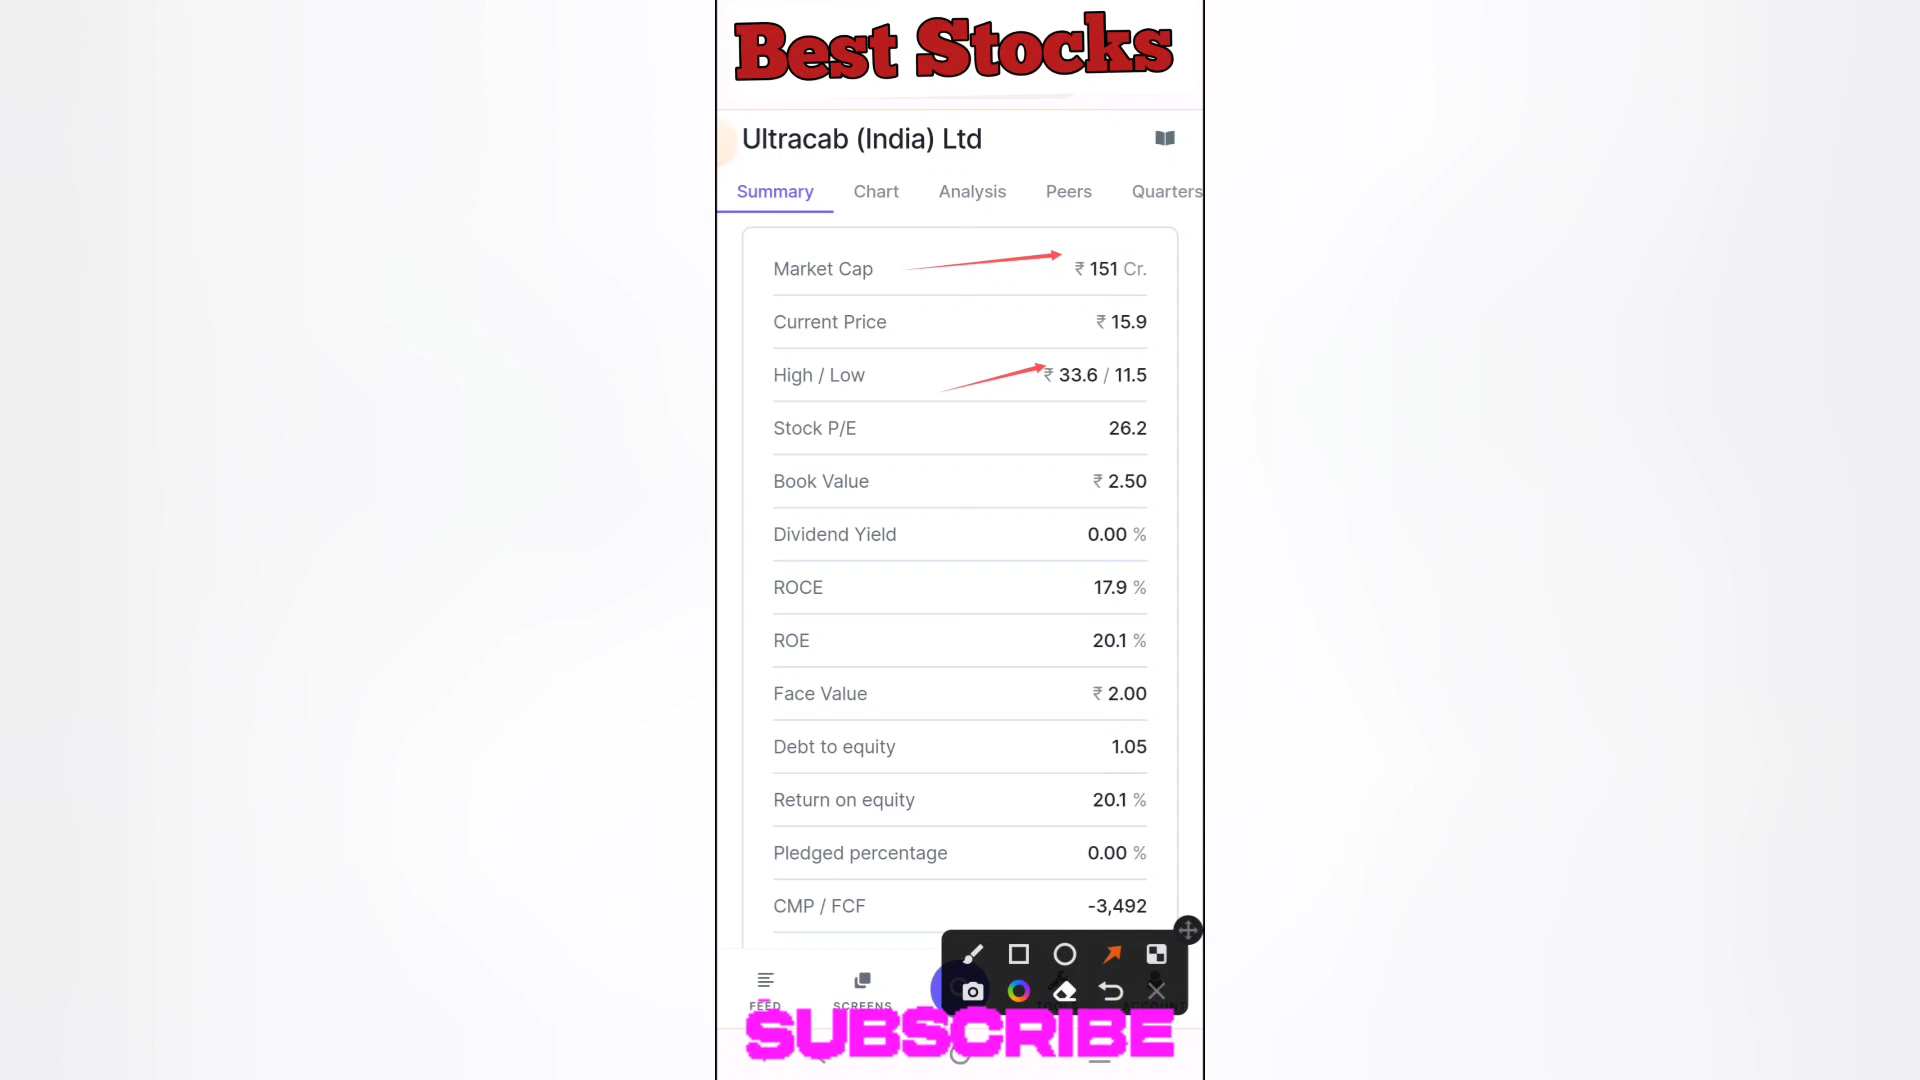 Best Stocks
Ultracab (India) Ltd
Summary Chart Analysis Peers Quarters
Market Cap ₹ 151 Cr.
Current Price ₹ 15.9
High / Low ₹ 33.6 / 11.5
Stock P/E 26.2
Book Value ₹ 2.50
Dividend Yield 0.00 %
ROCE 17.9 %
ROE 20.1 %
Face Value ₹ 2.00
Debt to equity 1.05
Return on equity 20.1 %
Pledged percentage 0.00 %
CMP / FCF -3,492
FEED SCREENS
SUBSCRIBE